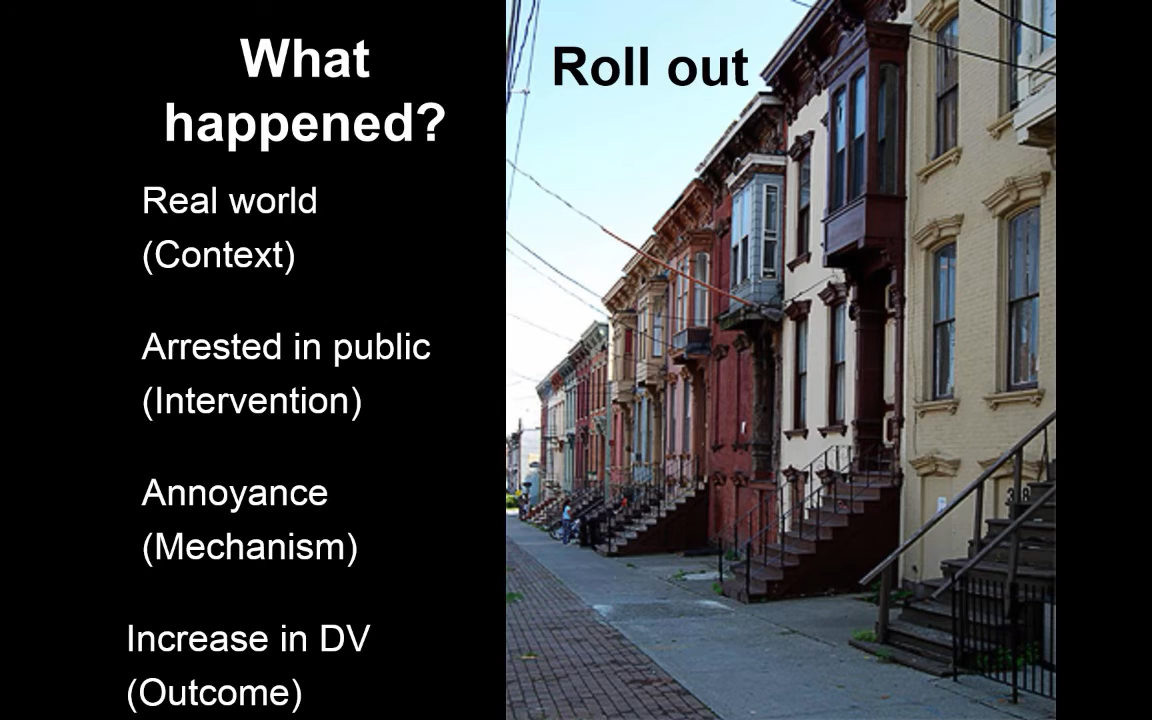 What
happened?
Real world
(Context)
Arrested in public
(Intervention)
Annoyance
(Mechanism)
Increase in DV
(Outcome)
Roll out